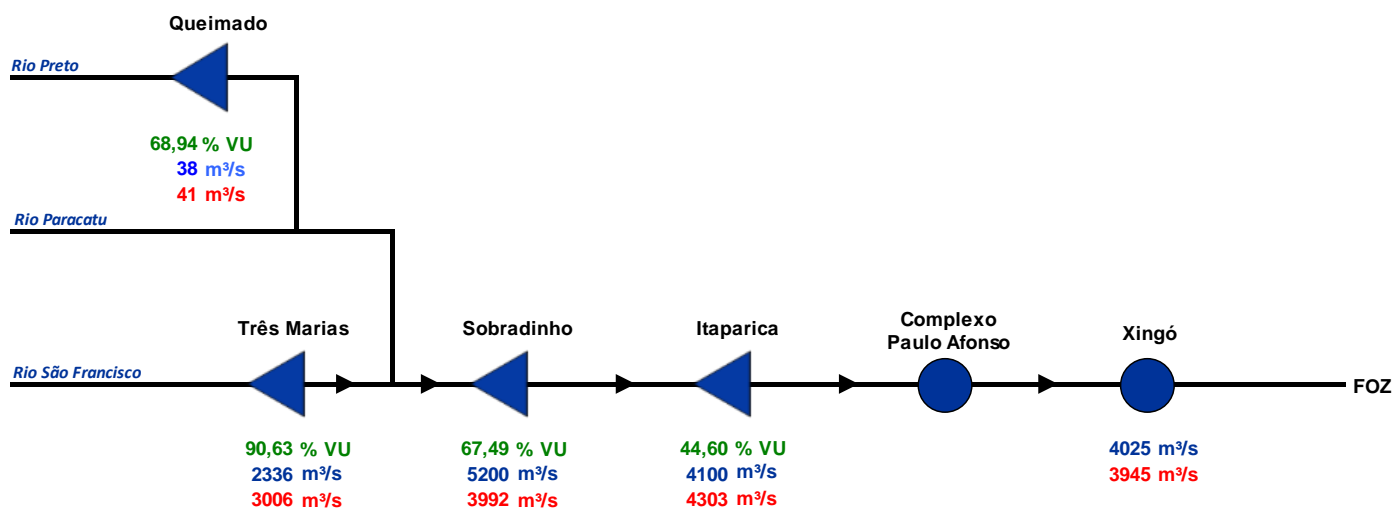 Queimado
Rio Preto
68,94 % VU
38 m³/s
41 m³/s
Rio Paracatu
Três Marias
Sobradinho
Itaparica
Complexo
Paulo Afonso
Xingó
Rio São Francisco
FOZ
90,63 % VU
2336 m³/s
3006 m³/s
67,49 % VU
5200 m³/s
3992 m³/s
44,60 % VU
4100 m³/s
4303 m³/s
4025 m³/s
3945 m³/s